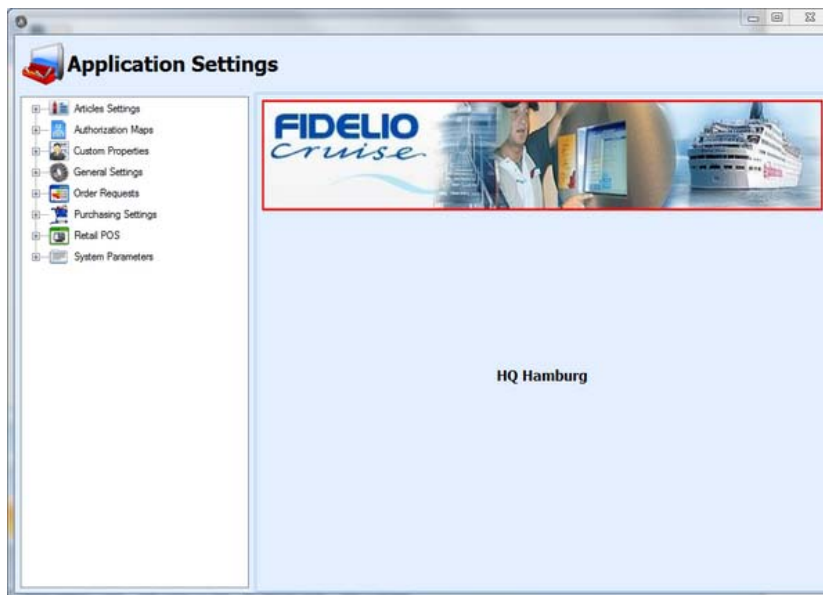 Application Settings
Articles Settings
Authorization Maps
Custom Properties
General Settings
Order Requests
Purchasing Settings
Retail POS
System Parameters
FIDELIO
Cruise
HQ Hamburg